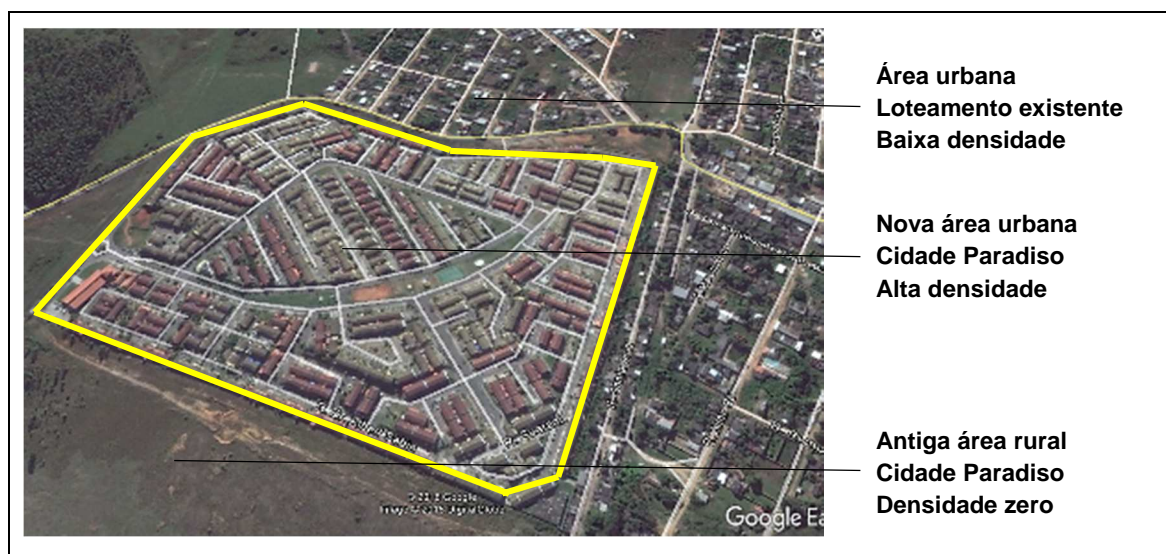 Área urbana
Loteamento existente
Baixa densidade
Nova área urbana
Cidade Paradiso
Alta densidade
Antiga área rural
Cidade Paradiso
Densidade zero
Google
Google Ea